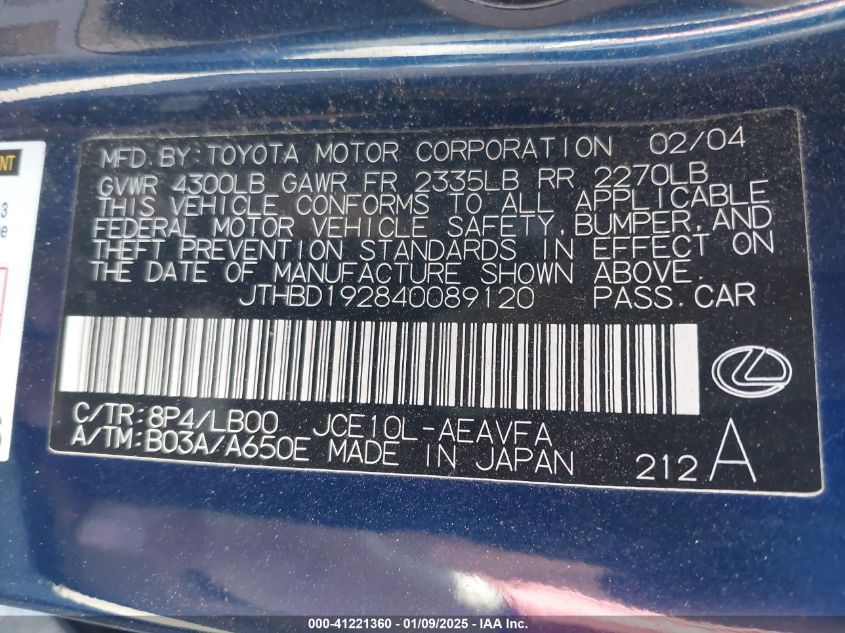 MFD. BY: TOYOTA MOTOR CORPORATION 02/04
GVWR 4300LB GAWR FR 2335LB RR 2270LB
THIS VEHICLE CONFORMS TO ALL APPLICABLE
FEDERAL MOTOR VEHICLE SAFETY, BUMPER, AND
THEFT PREVENTION STANDARDS IN EFFECT ON
THE DATE OF MANUFACTURE SHOWN ABOVE.
JTHBD192840089120 PASS. CAR
C/TR: 8P4/LB00 JCE10L-AEAVFA
A/TM: B03A/A650E MADE IN JAPAN 212 A
000-41221360 | 01/09/2025 - IAA Inc.